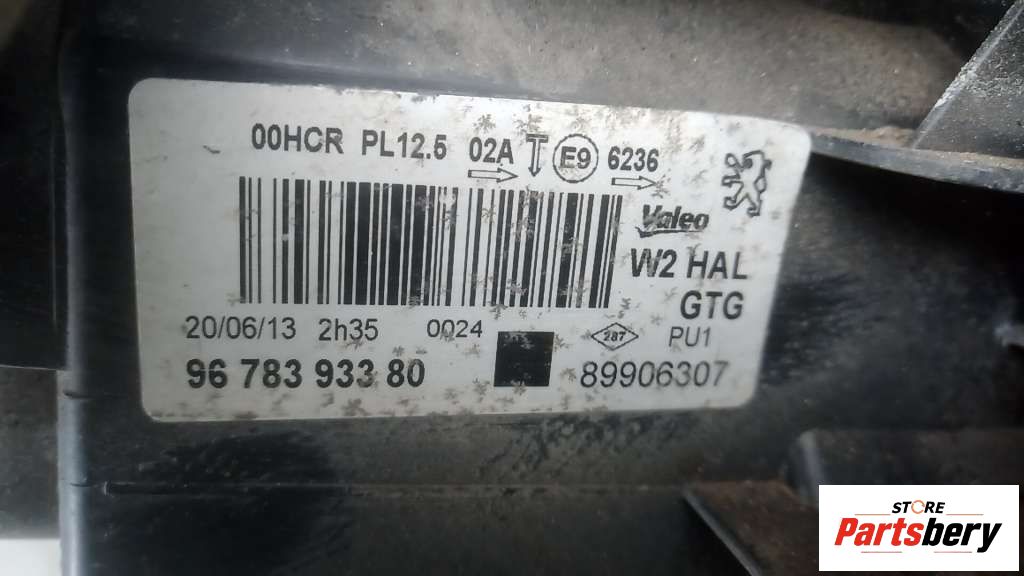 00HCR PL12.5 02A T E9 6236
Valeo
W2 HAL
GTG
20/06/13 2h35 0024 287 PU1
96 783 933 80 89906307
STORE
Partsbery